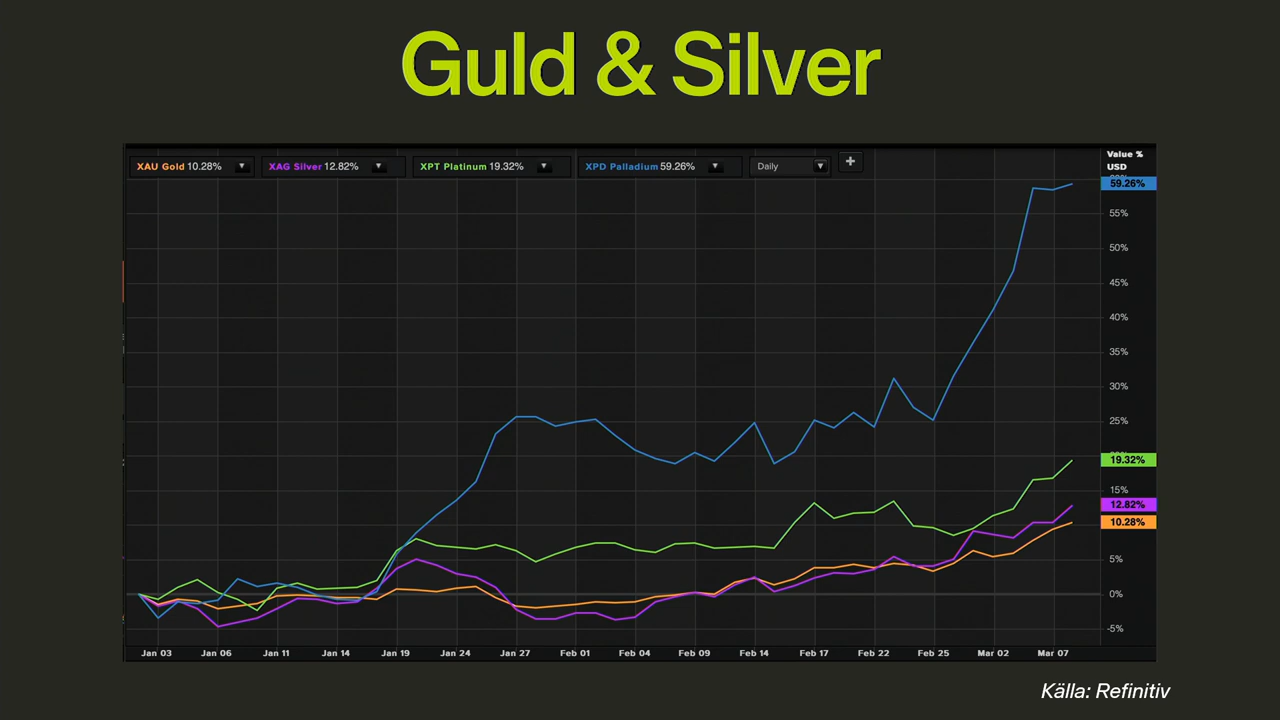 Guld & Silver
XAU Gold 10.28% ▼ XAG Silver 12.82% ▼ XPT Platinum 19.32% ▼ XPD Palladium 59.26% ▼ Daily ▼ +
Value %
USD
59.26%
55%
50%
45%
40%
35%
30%
25%
19.32%
15%
12.82%
10.28%
5%
0%
-5%
Jan 03 Jan 06 Jan 11 Jan 14 Jan 19 Jan 24 Jan 27 Feb 01 Feb 04 Feb 09 Feb 14 Feb 17 Feb 22 Feb 25 Mar 02 Mar 07
Källa: Refinitiv